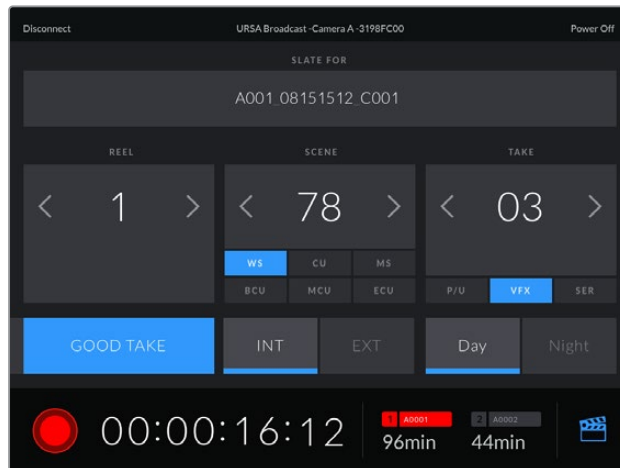 Disconnect URSA Broadcast -Camera A -3198FC00 Power Off
SLATE FOR
A001_08151512_C001
REEL SCENE TAKE
< 1 > < 78 > < 03 >
WS CU MS
BCU MCU ECU P/U VFX SER
GOOD TAKE INT EXT Day Night
1 A0001 2 A0002
00:00:16:12 96min 44min